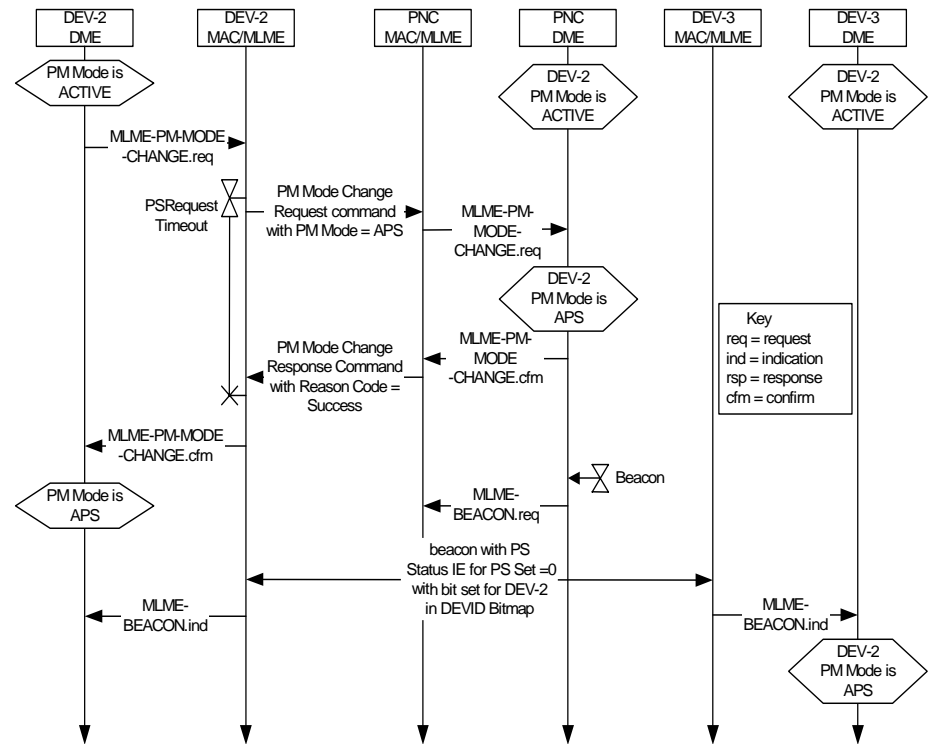 DEV-2
DME
DEV-2
MAC/MLME
PNC
MAC/MLME
PNC
DME
DEV-3
MAC/MLME
DEV-3
DME
PM Mode is
ACTIVE
DEV-2
PM Mode is
ACTIVE
DEV-2
PM Mode is
ACTIVE
MLME-PM-MODE
-CHANGE.req
PSRequest
Timeout
PM Mode Change
Request command
with PM Mode = APS
MLME-PM-
MODE-
CHANGE.req
DEV-2
PM Mode is
APS
Key
req = request
ind = indication
rsp = response
cfm = confirm
MLME-PM-
MODE
-CHANGE.cfm
PM Mode Change
Response Command
with Reason Code =
Success
MLME-PM-MODE
-CHANGE.cfm
PM Mode is
APS
Beacon
MLME-
BEACON.req
beacon with PS
Status IE for PS Set =0
with bit set for DEV-2
in DEVID Bitmap
MLME-
BEACON.ind
MLME-
BEACON.ind
DEV-2
PM Mode is
APS